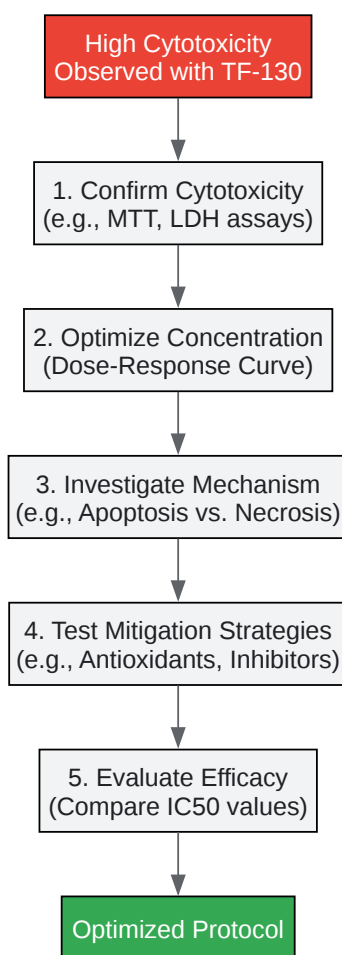 High Cytotoxicity
Observed with TF-130
1. Confirm Cytotoxicity
(e.g., MTT, LDH assays)
2. Optimize Concentration
(Dose-Response Curve)
3. Investigate Mechanism
(e.g., Apoptosis vs. Necrosis)
4. Test Mitigation Strategies
(e.g., Antioxidants, Inhibitors)
5. Evaluate Efficacy
(Compare IC50 values)
Optimized Protocol